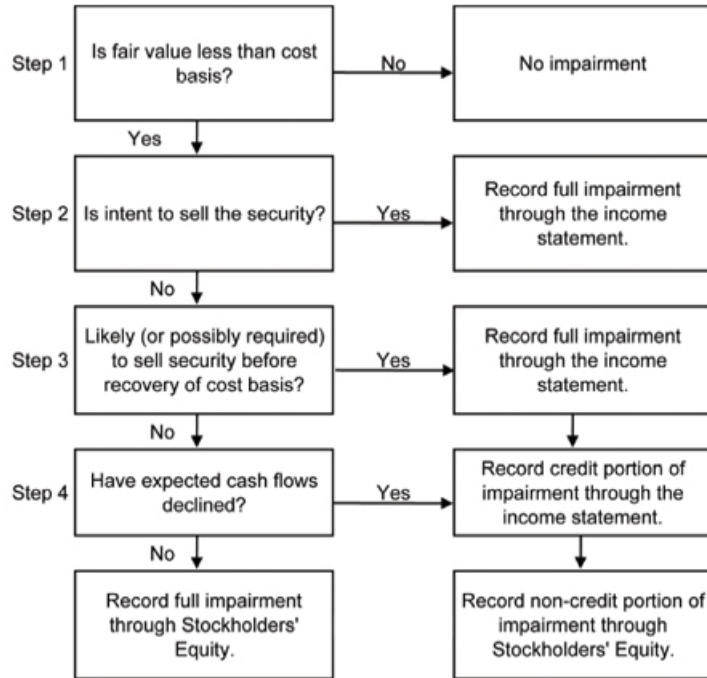 Step 1
Is fair value less than cost
basis?
No
No impairment
Yes
Step 2
Is intent to sell the security?
Yes
Record full impairment
through the income
statement.
No
Step 3
Likely (or possibly required)
to sell security before
recovery of cost basis?
Yes
Record full impairment
through the income
statement.
No
Step 4
Have expected cash flows
declined?
Yes
Record credit portion of
impairment through the
income statement.
No
Record full impairment
through Stockholders'
Equity.
Record non-credit portion of
impairment through
Stockholders' Equity.